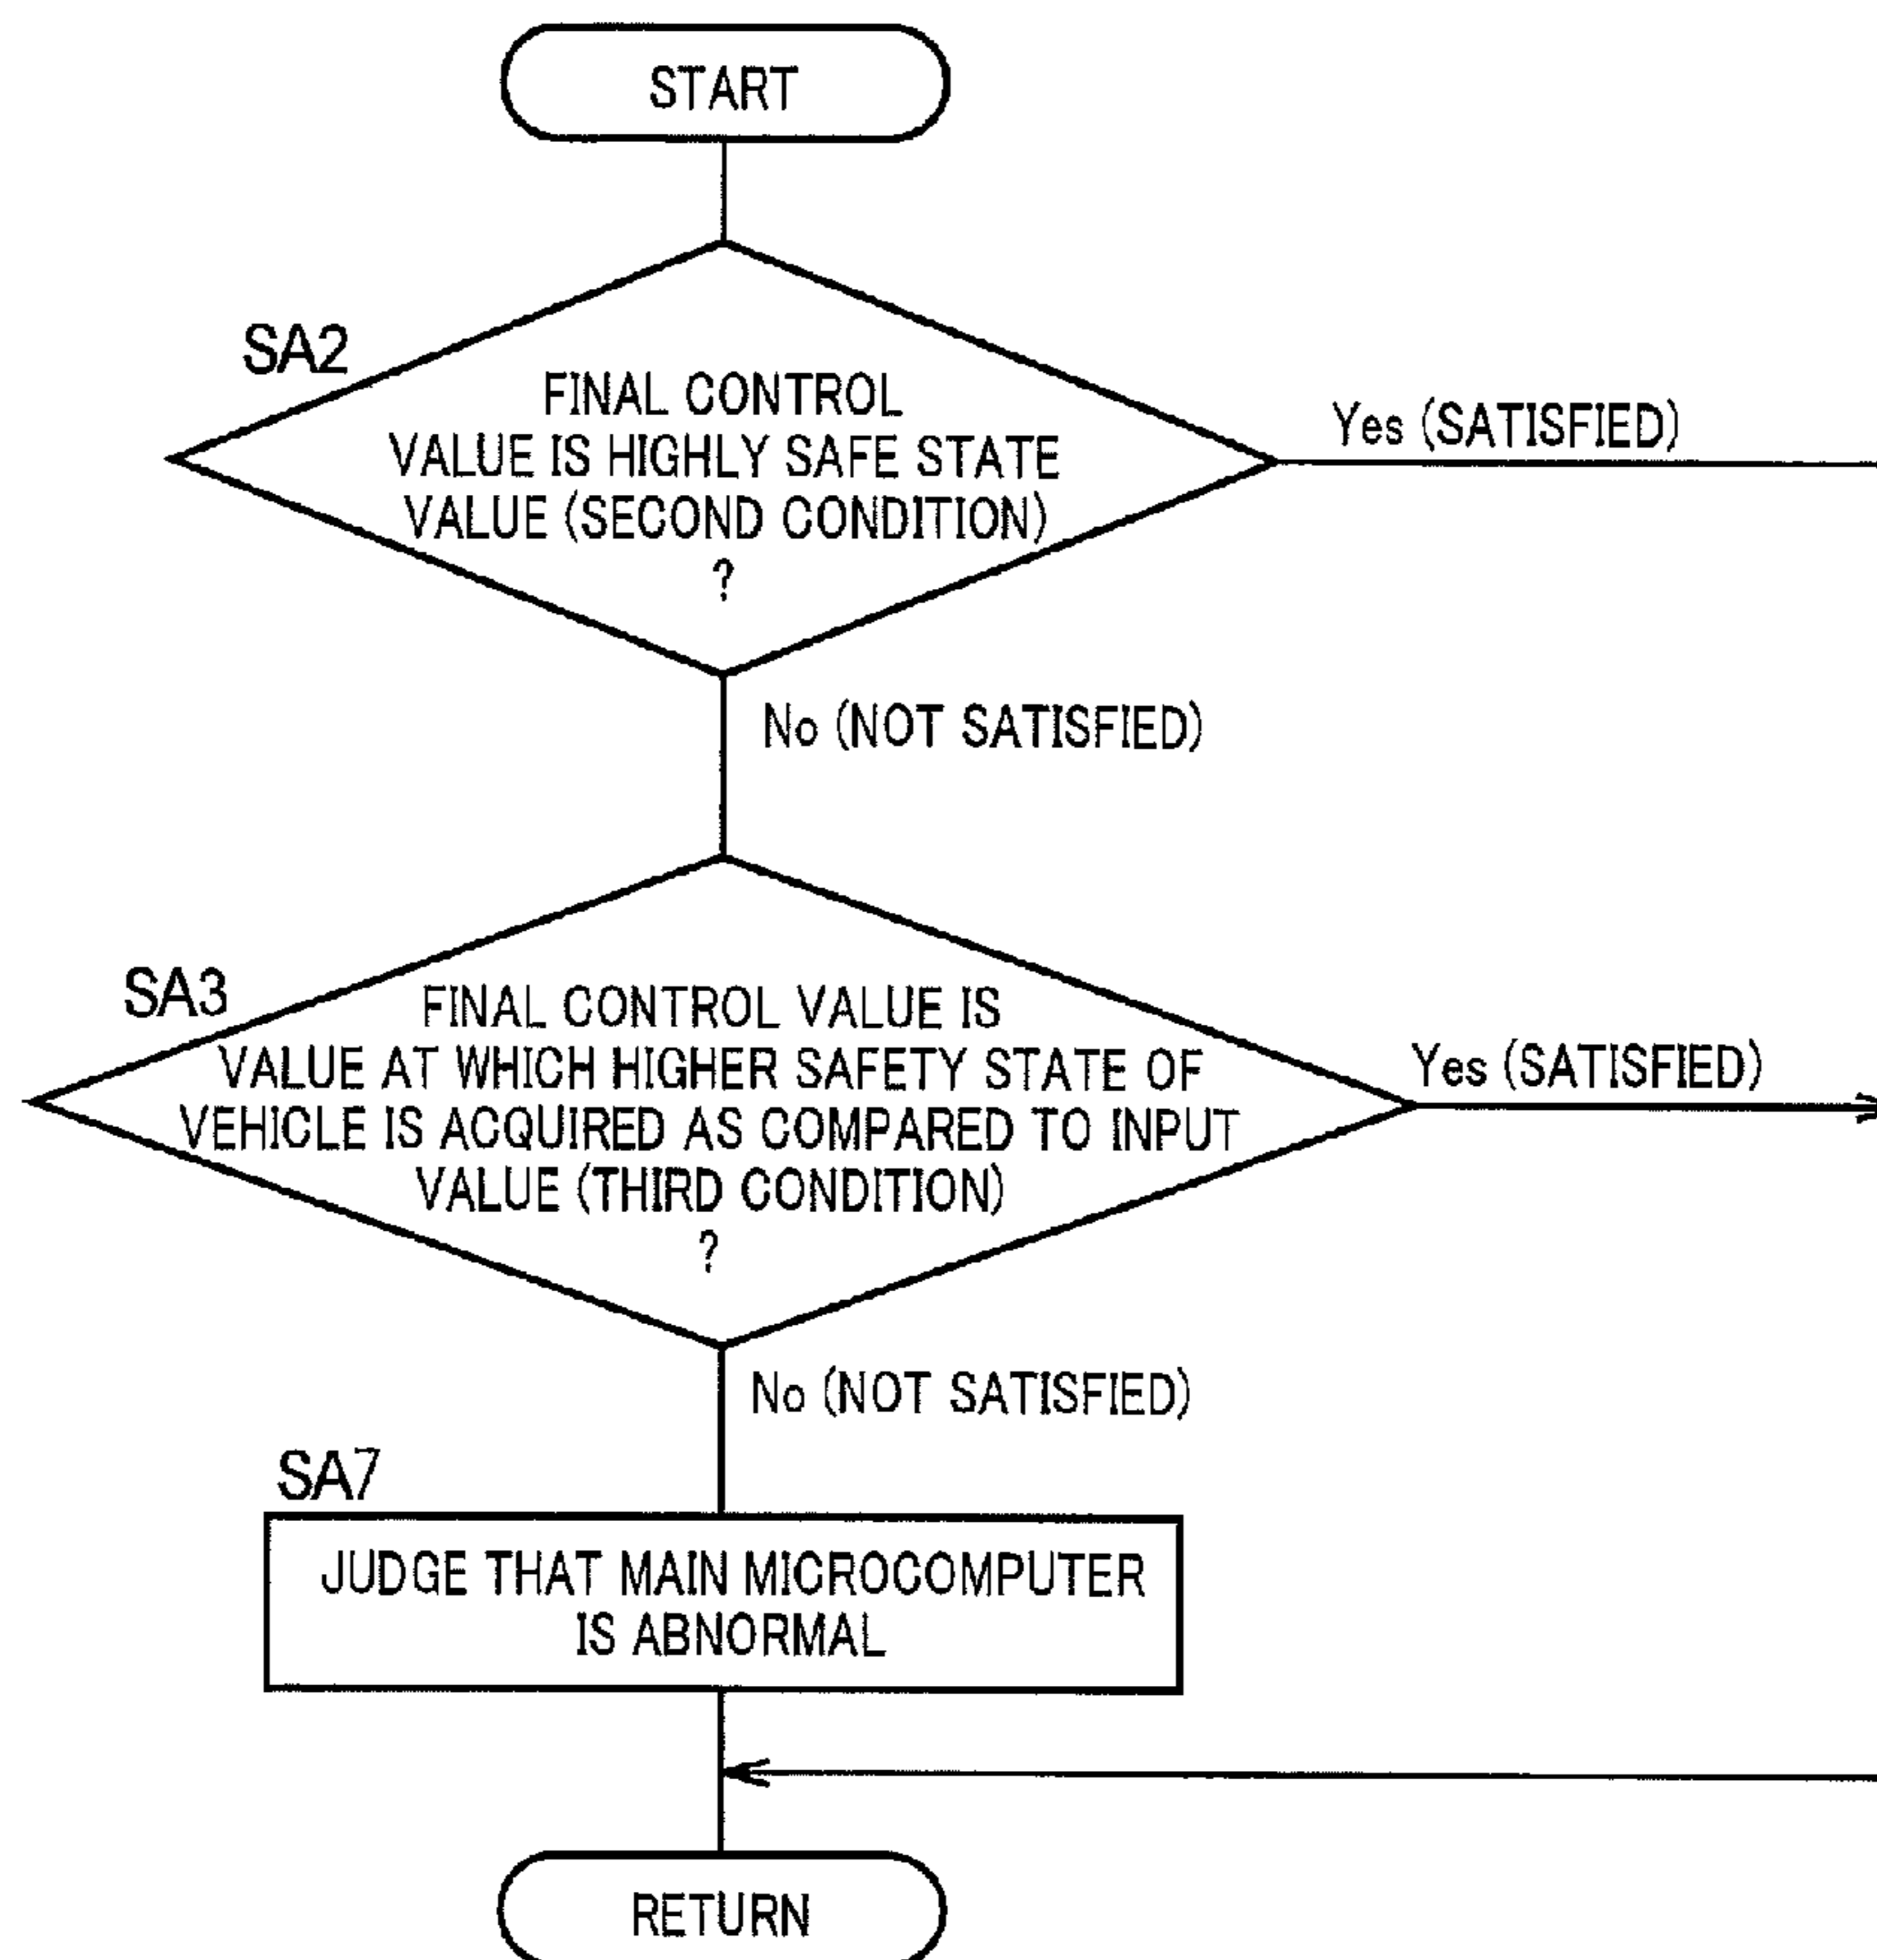 START
SA2
FINAL CONTROL
VALUE IS HIGHLY SAFE STATE
VALUE (SECOND CONDITION)
?
Yes (SATISFIED)
No (NOT SATISFIED)
SA3
FINAL CONTROL VALUE IS
VALUE AT WHICH HIGHER SAFETY STATE OF
VEHICLE IS ACQUIRED AS COMPARED TO INPUT
VALUE (THIRD CONDITION)
?
Yes (SATISFIED)
No (NOT SATISFIED)
SA7
JUDGE THAT MAIN MICROCOMPUTER
IS ABNORMAL
RETURN